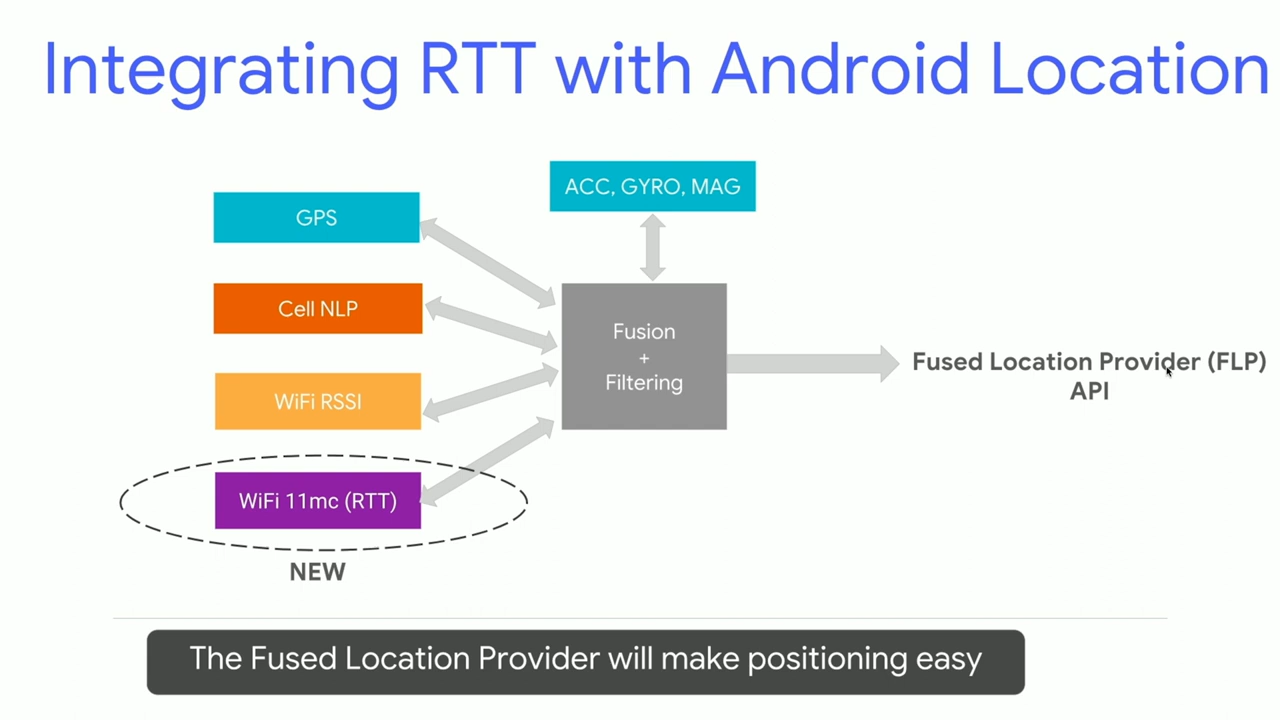 Integrating RTT with Android Location
ACC, GYRO, MAG
GPS
Cell NLP
WiFi RSSI
WiFi 11mc (RTT)
NEW
Fusion
+
Filtering
Fused Location Provider (FLP)
API
The Fused Location Provider will make positioning easy